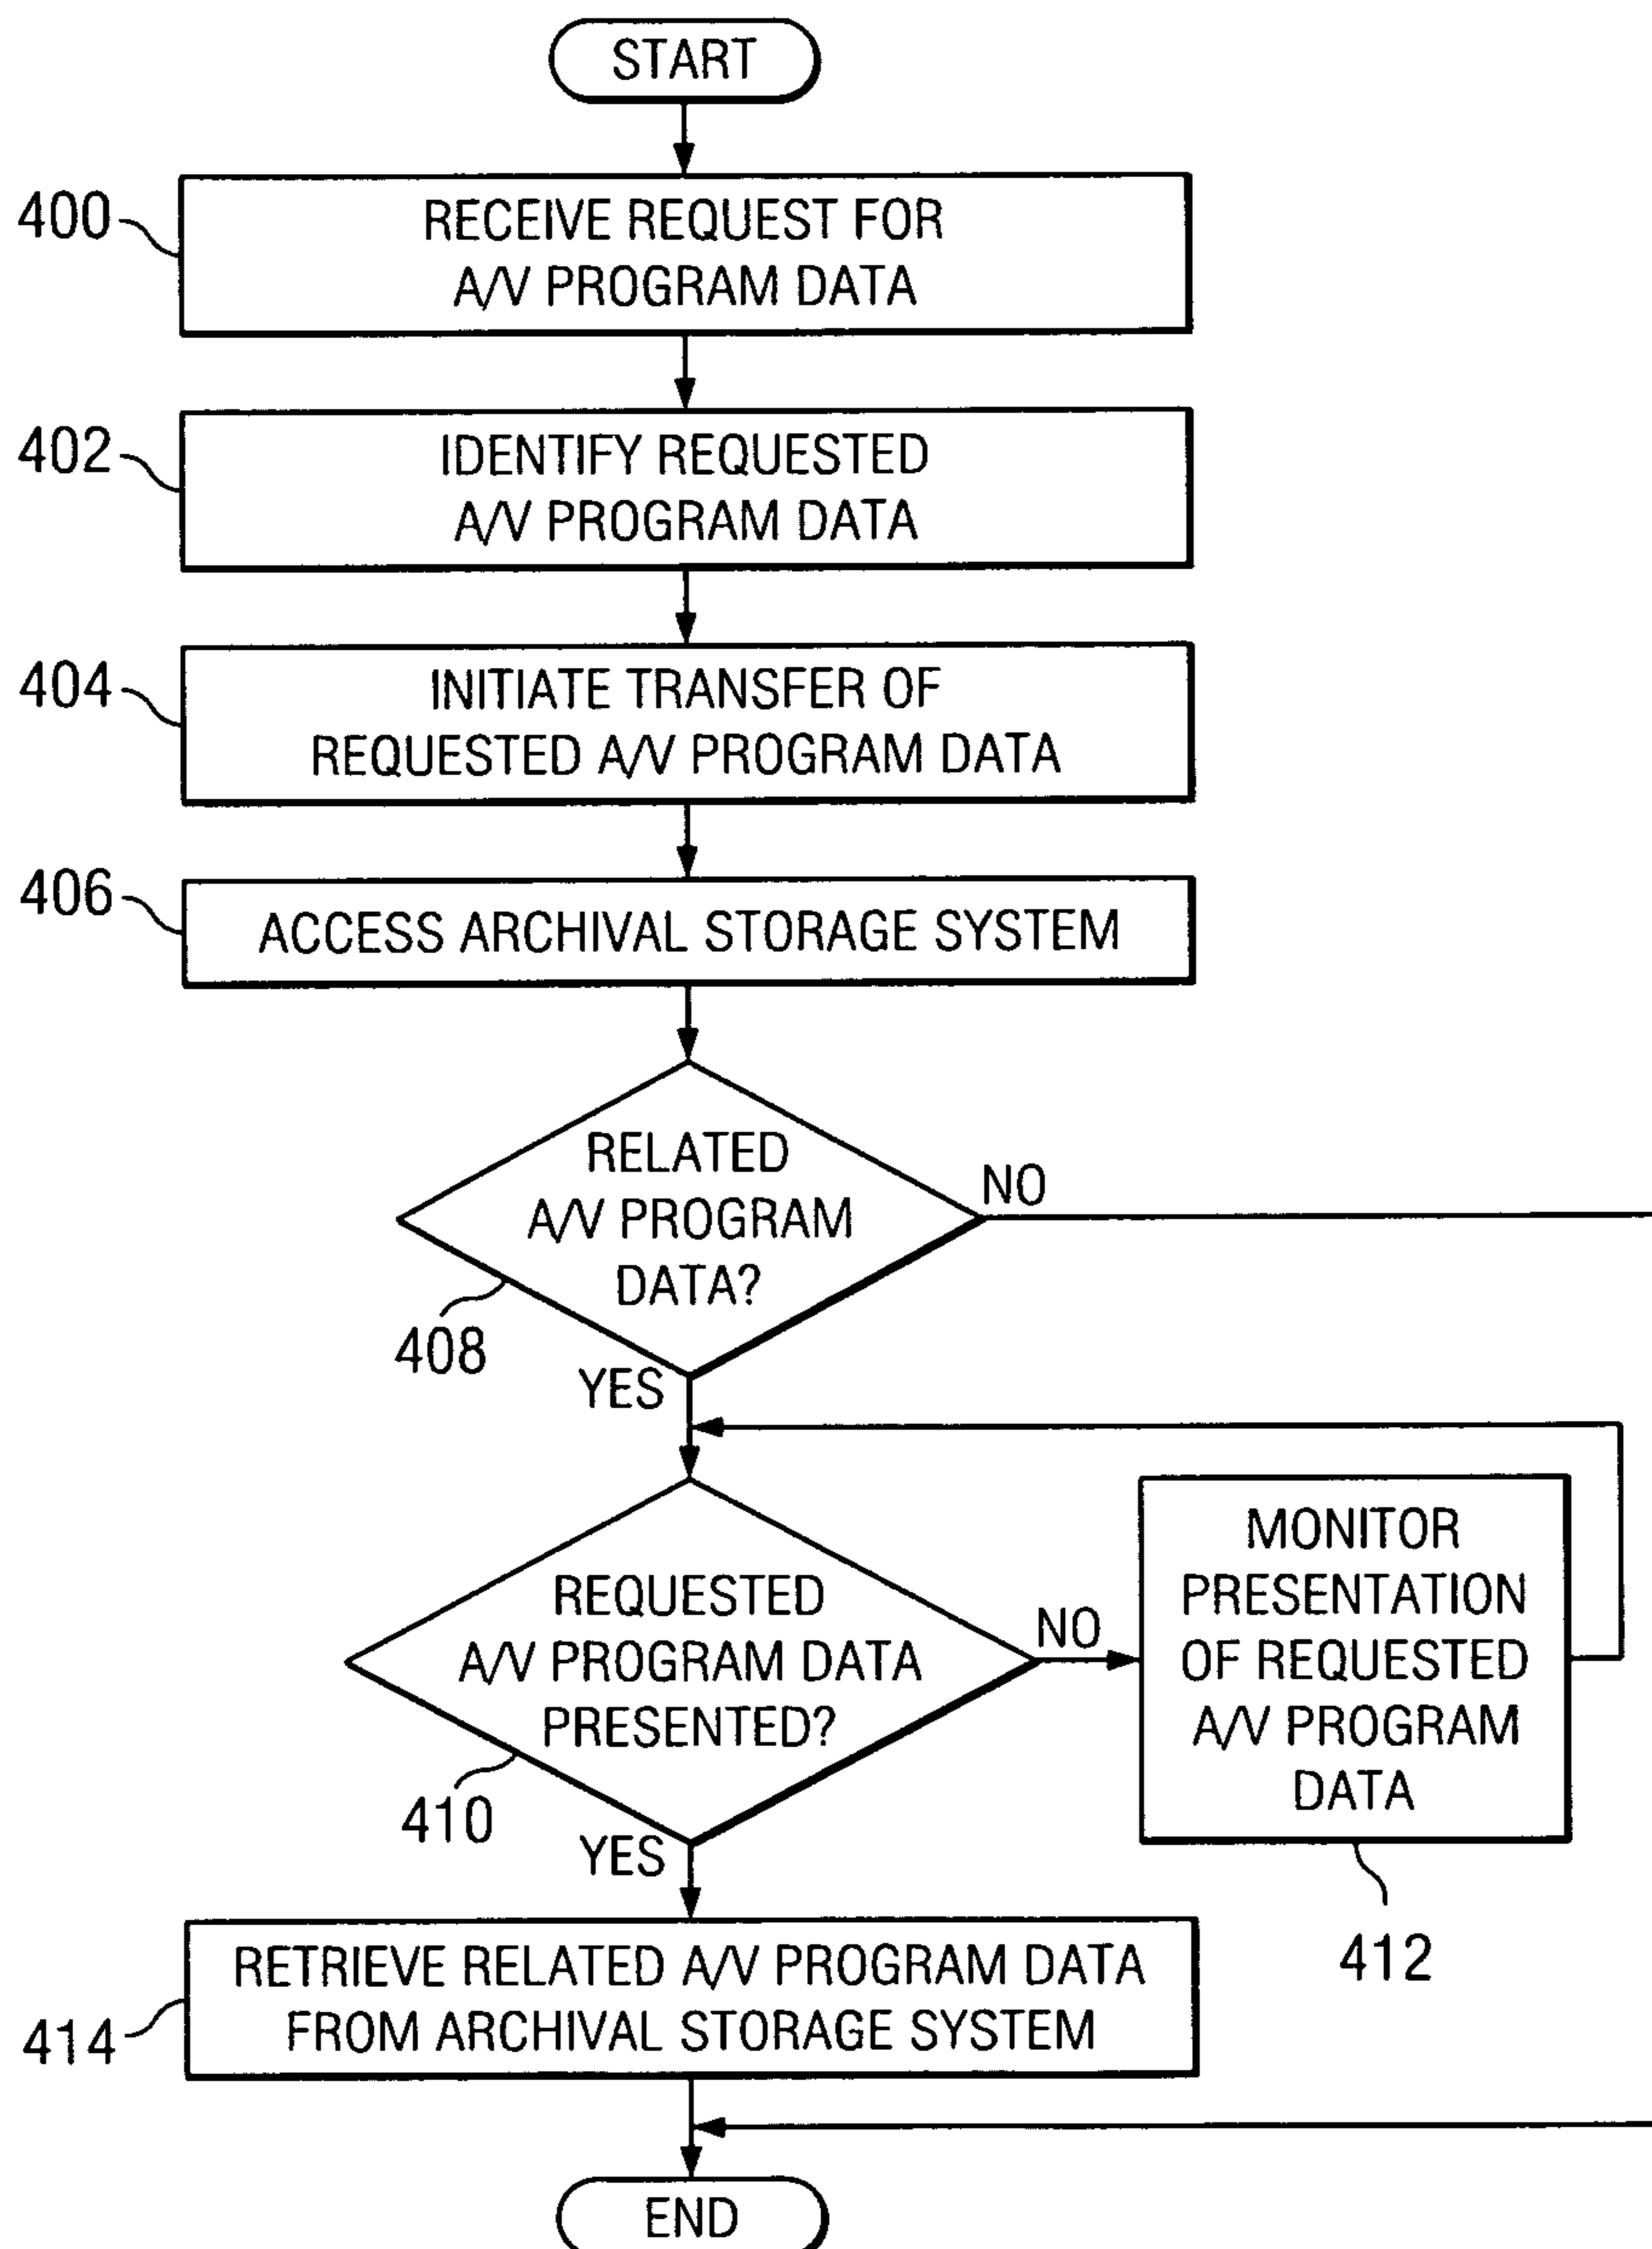 START
400
RECEIVE REQUEST FOR
A/V PROGRAM DATA
402
IDENTIFY REQUESTED
A/V PROGRAM DATA
404
INITIATE TRANSFER OF
REQUESTED A/V PROGRAM DATA
406
ACCESS ARCHIVAL STORAGE SYSTEM
RELATED
A/V PROGRAM
DATA?
NO
408
YES
REQUESTED
A/V PROGRAM DATA
PRESENTED?
NO
410
YES
MONITOR
PRESENTATION
OF REQUESTED
A/V PROGRAM
DATA
412
RETRIEVE RELATED A/V PROGRAM DATA
FROM ARCHIVAL STORAGE SYSTEM
414
END